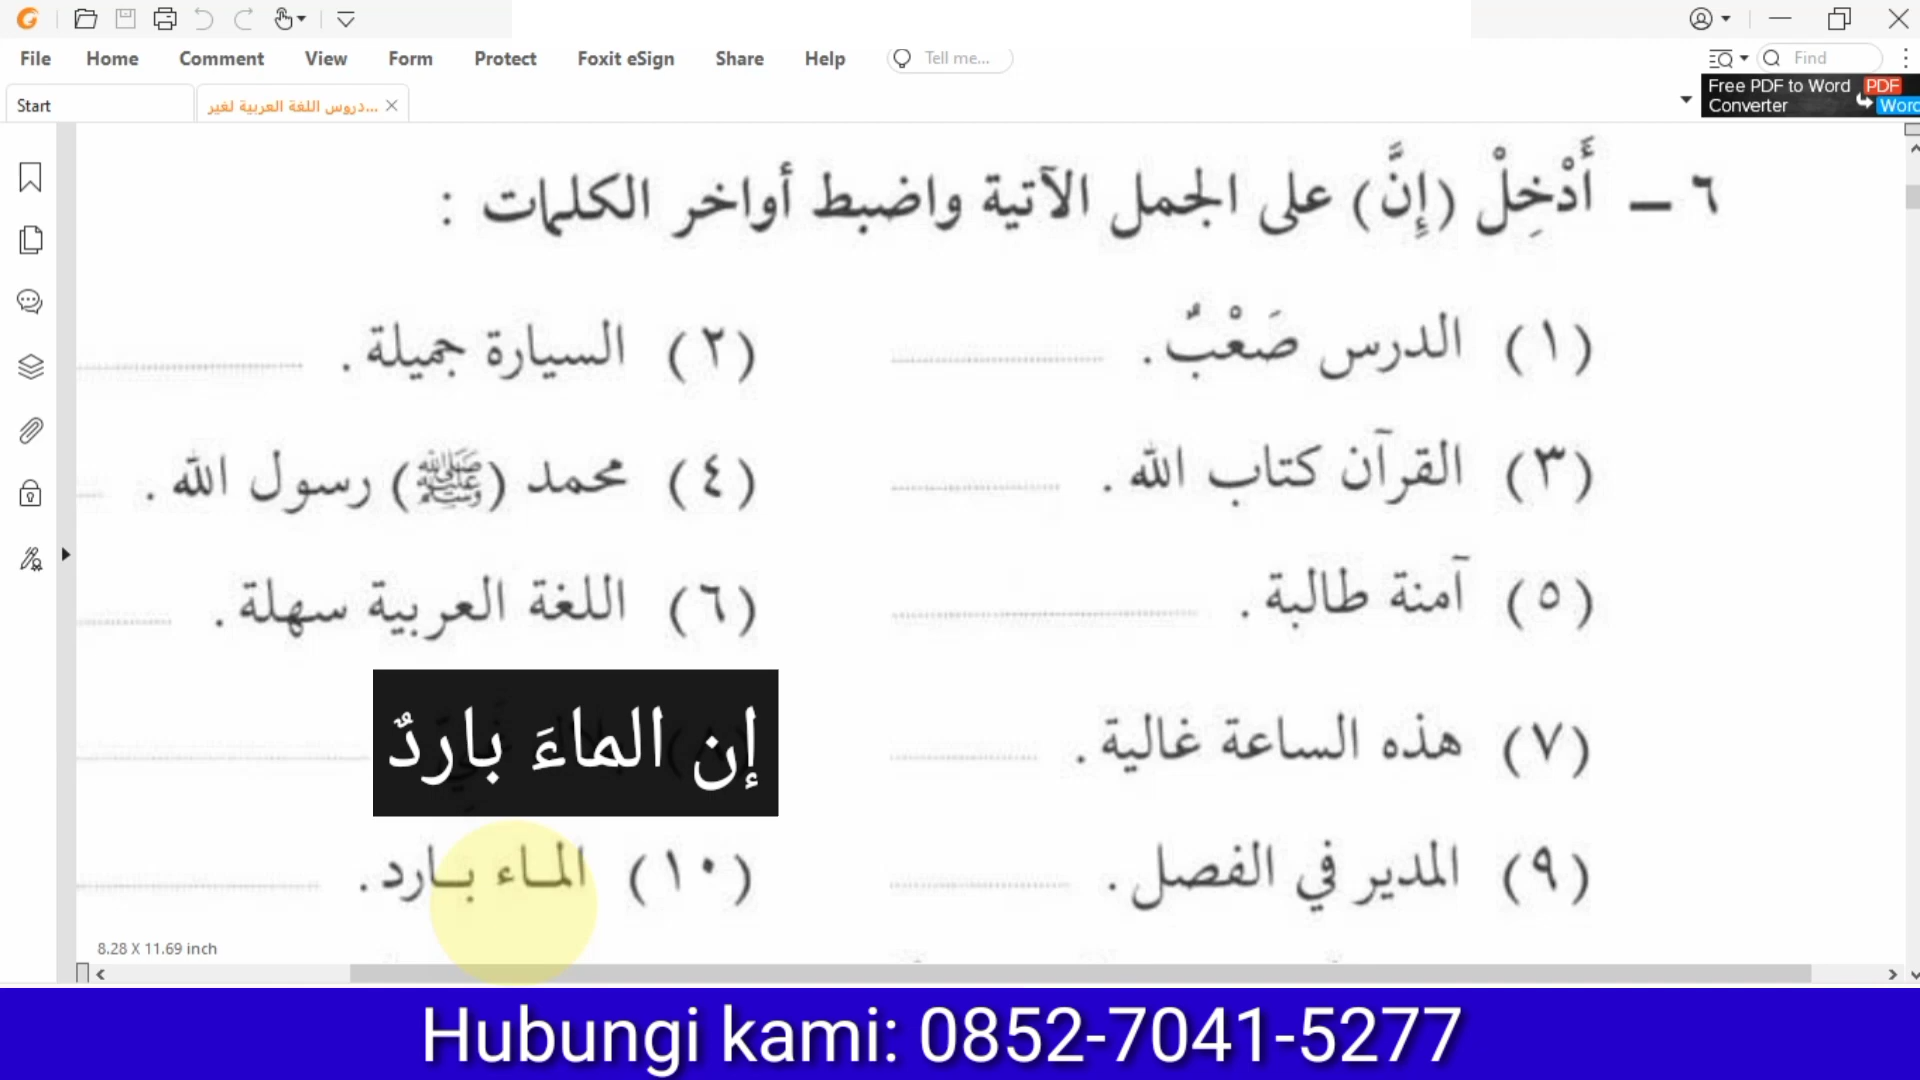 File Home Comment View Form Protect Foxit eSign Share Help Tell me... Find
Start
دروس اللغة العربية لغير...
Free PDF to Word Converter
PDF
Word
٦ – أَدْخِلْ (إِنَّ) على الجمل الآتية واضبط أواخر الكلمات :
(١) الدرس صَعْبٌ. (٢) السيارة جميلة .
(٣) القرآن كتاب الله . (٤) محمد (ﷺ) رسول الله .
(٥) آمنة طالبة . (٦) اللغة العربية سهلة .
(٧) هذه الساعة غالية .
إن الماءَ باردٌ
(٩) المدير في الفصل . (١٠) الماء بارد.
8.28 X 11.69 inch
Hubungi kami: 0852-7041-5277